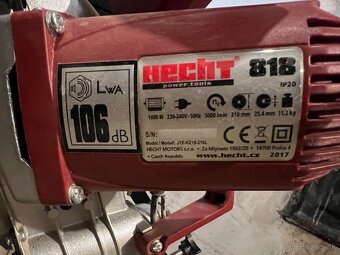 HECHT 818
power tools
IP20
LWA
106 dB
1800 W 230-240V~50Hz 5000 /min 210 mm 25,4 mm 11,2 kg
S/N:
Model / Model: J1X-KZ19-210L
HECHT MOTORS s.r.o. • Za Mlýnem 1562/25 • 14700 Praha 4
• Czech Republic www.hecht.cz 2017
CE